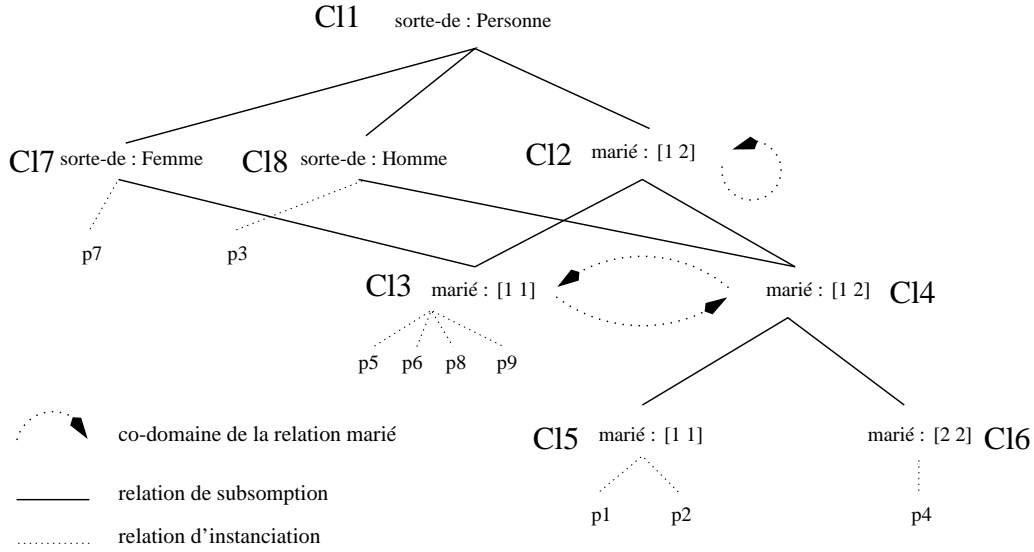 Cl1 sorte-de : Personne
Cl7 sorte-de : Femme Cl8 sorte-de : Homme Cl2 marié : [1 2]
p7 p3
Cl3 marié : [1 1] marié : [1 2] Cl4
p5 p6 p8 p9
co-domaine de la relation marié
Cl5 marié : [1 1] marié : [2 2] Cl6
relation de subsomption
p1 p2 p4
relation d'instanciation